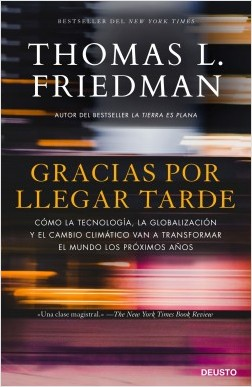 BESTSELLER DEL NEW YORK TIMES
THOMAS L.
FRIEDMAN
AUTOR DEL BESTSELLER LA TIERRA ES PLANA
GRACIAS POR
LLEGAR TARDE
CÓMO LA TECNOLOGÍA, LA GLOBALIZACIÓN
Y EL CAMBIO CLIMÁTICO VAN A TRANSFORMAR
EL MUNDO LOS PRÓXIMOS AÑOS
«Una clase magistral.» —The New York Times Book Review
DEUSTO